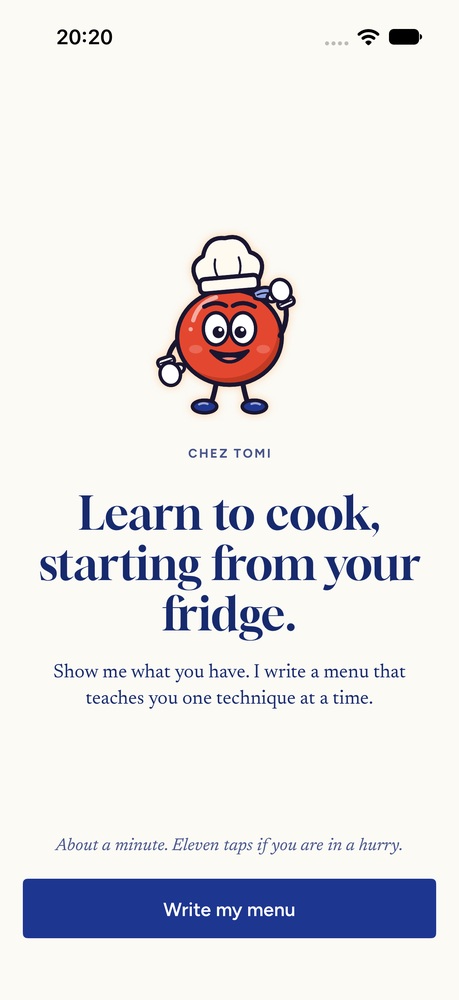 20:20
CHEZ TOMI
Learn to cook,
starting from your
fridge.
Show me what you have. I write a menu that
teaches you one technique at a time.
About a minute. Eleven taps if you are in a hurry.
Write my menu